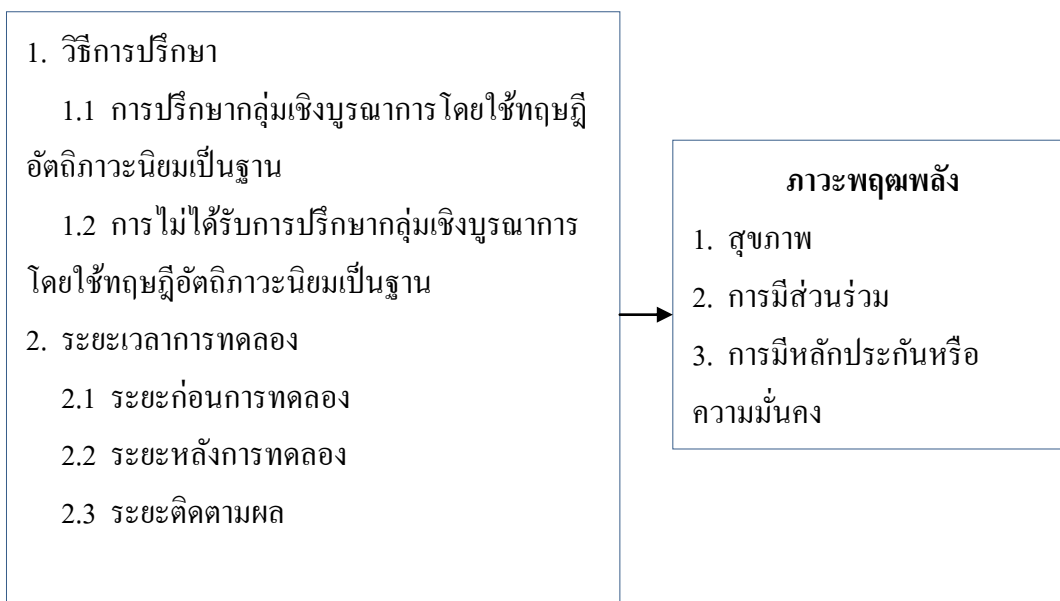 1. วิธีการปรึกษา
1.1 การปรึกษากลุ่มเชิงบูรณาการโดยใช้ทฤษฎี
อัตถิภาวะนิยมเป็นฐาน
1.2 การไม่ได้รับการปรึกษากลุ่มเชิงบูรณาการ
โดยใช้ทฤษฎีอัตถิภาวะนิยมเป็นฐาน
2. ระยะเวลาการทดลอง
2.1 ระยะก่อนการทดลอง
2.2 ระยะหลังการทดลอง
2.3 ระยะติดตามผล
ภาวะพฤฒพลัง
1. สุขภาพ
2. การมีส่วนร่วม
3. การมีหลักประกันหรือ
ความมั่นคง